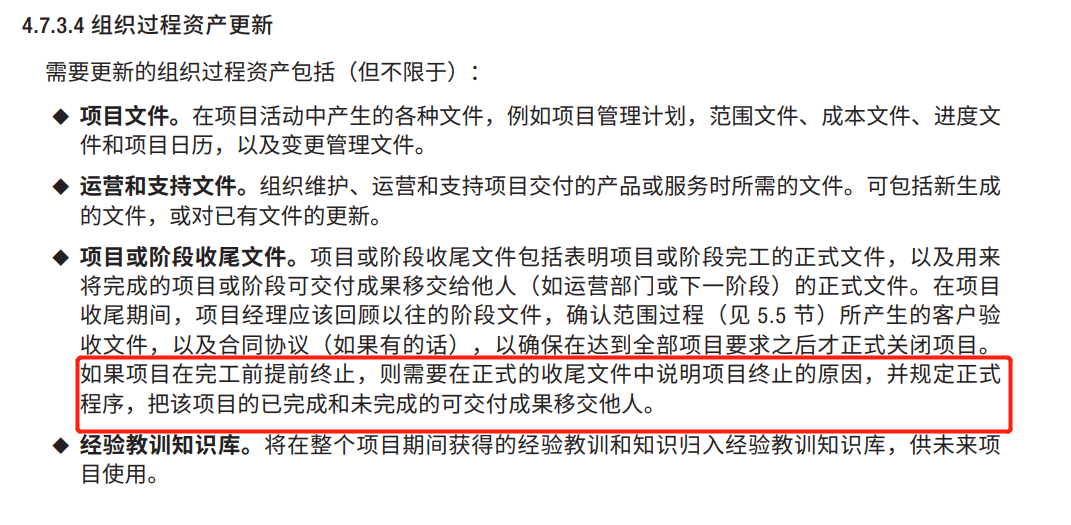 4.7.3.4 组织过程资产更新
需要更新的组织过程资产包括（但不限于）：
◆ 项目文件。在项目活动中产生的各种文件，例如项目管理计划，范围文件、成本文件、进度文
件和项目日历，以及变更管理文件。
◆ 运营和支持文件。组织维护、运营和支持项目交付的产品或服务时所需的文件。可包括新生成
的文件，或对已有文件的更新。
◆ 项目或阶段收尾文件。项目或阶段收尾文件包括表明项目或阶段完工的正式文件，以及用来
将完成的项目或阶段可交付成果移交给他人（如运营部门或下一阶段）的正式文件。在项目
收尾期间，项目经理应该回顾以往的阶段文件，确认范围过程（见 5.5 节）所产生的客户验
收文件，以及合同协议（如果有的话），以确保在达到全部项目要求之后才正式关闭项目。
如果项目在完工前提前终止，则需要在正式的收尾文件中说明项目终止的原因，并规定正式
程序，把该项目的已完成和未完成的可交付成果移交他人。
◆ 经验教训知识库。将在整个项目期间获得的经验教训和知识归入经验教训知识库，供未来项
目使用。